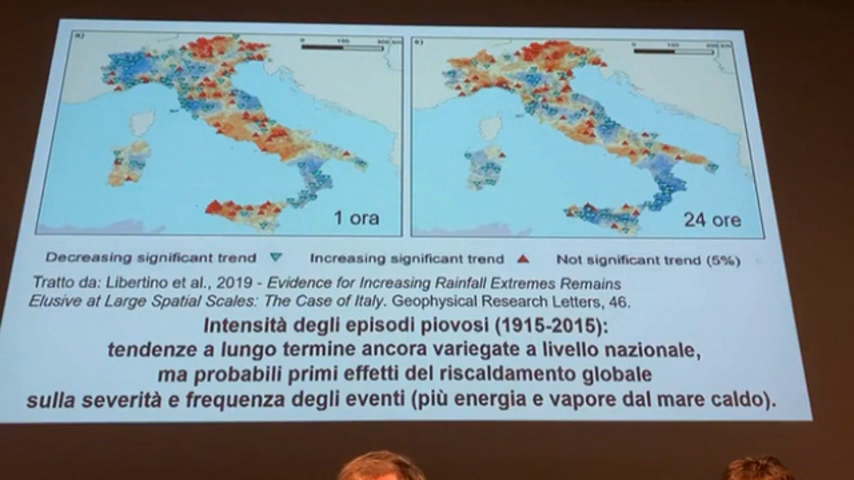 a)
1 ora
24 ore
Decreasing significant trend
Increasing significant trend
Not significant trend (5%)
Tratto da: Libertino et al., 2019 - Evidence for Increasing Rainfall Extremes Remains
Elusive at Large Spatial Scales: The Case of Italy. Geophysical Research Letters, 46.
Intensità degli episodi piovosi (1915-2015):
tendenze a lungo termine ancora variegate a livello nazionale,
ma probabili primi effetti del riscaldamento globale
sulla severità e frequenza degli eventi (più energia e vapore dal mare caldo).